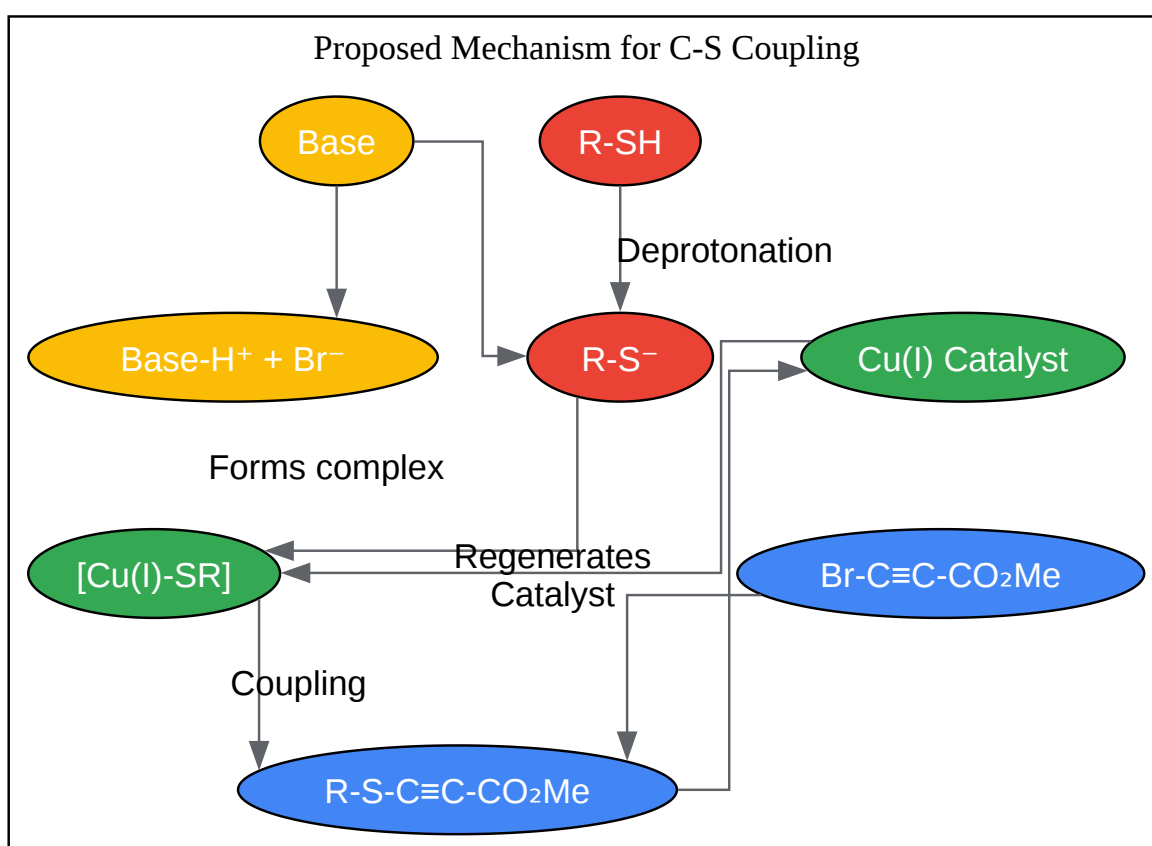 Proposed Mechanism for C-S Coupling
Base
R-SH
Deprotonation
Base-H⁺ + Br⁻
R-S⁻
Cu(I) Catalyst
Forms complex
Regenerates
Catalyst
[Cu(I)-SR]
Br-C≡C-CO₂Me
Coupling
R-S-C≡C-CO₂Me